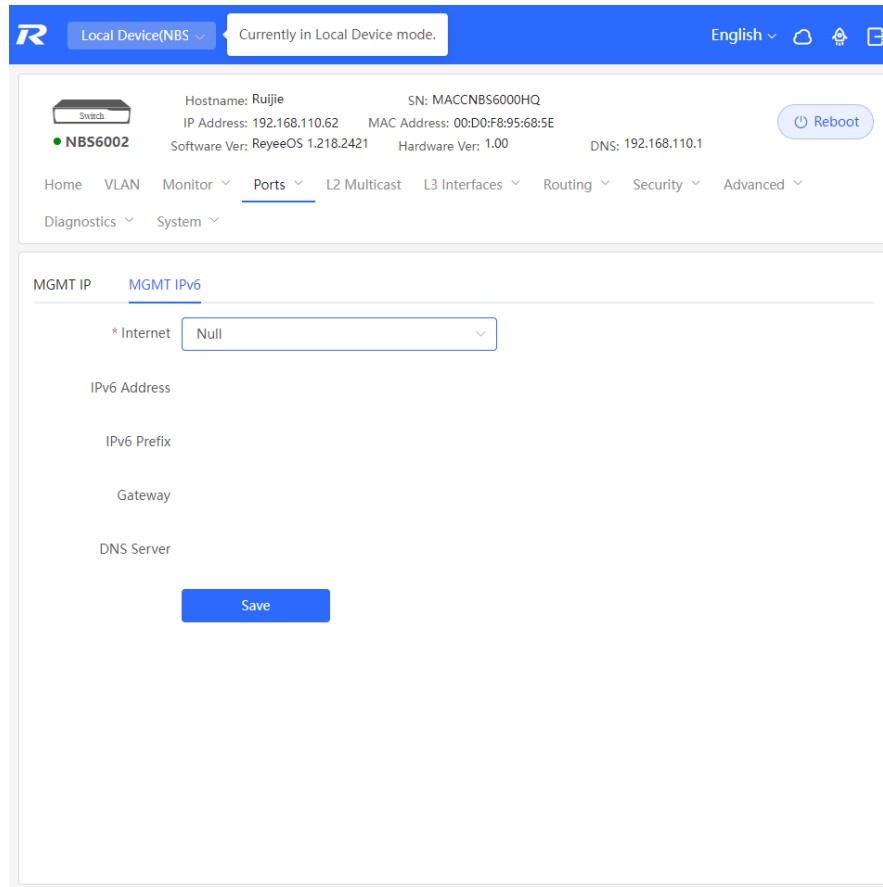 Local Device(NBS Currently in Local Device mode. English
Hostname: Ruijie SN: MACCNBS6000HQ
Switch IP Address: 192.168.110.62 MAC Address: 00:D0:F8:95:68:5E Reboot
NBS6002 Software Ver: ReyeeOS 1.218.2421 Hardware Ver: 1.00 DNS: 192.168.110.1
Home VLAN Monitor Ports L2 Multicast L3 Interfaces Routing Security Advanced
Diagnostics System
MGMT IP MGMT IPv6
* Internet Null
IPv6 Address
IPv6 Prefix
Gateway
DNS Server
Save